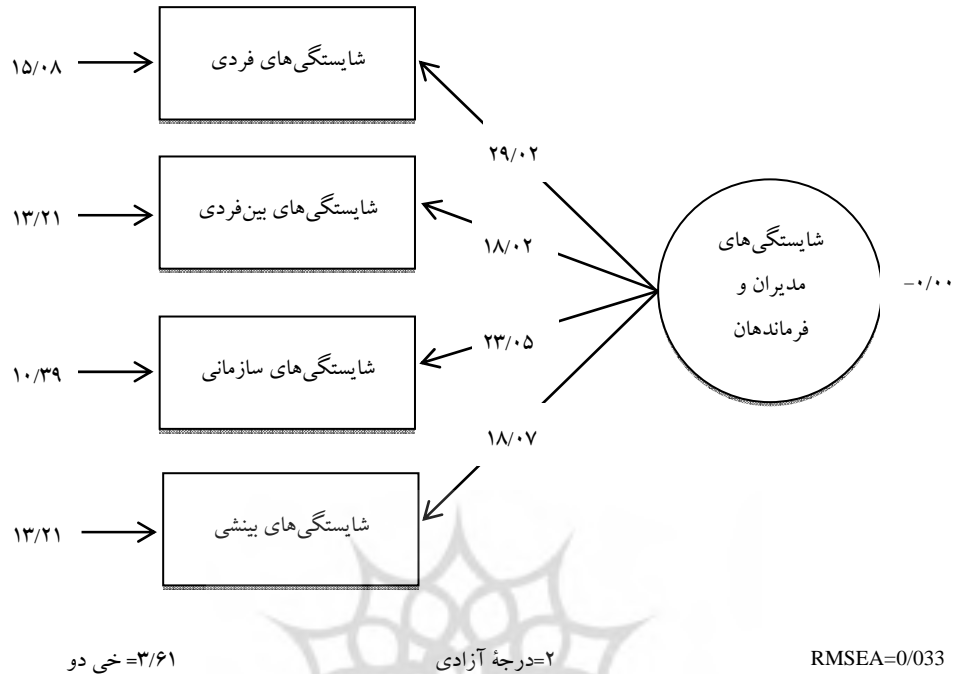 شایستگی‌های فردی
۱۵/۰۸
۲۹/۰۲
شایستگی‌های بین‌فردی
۱۳/۲۱
۱۸/۰۲
شایستگی‌های
مدیران و
فرماندهان
-۰/۰۰
شایستگی‌های سازمانی
۱۰/۳۹
۲۳/۰۵
۱۸/۰۷
شایستگی‌های بینشی
۱۳/۲۱
RMSEA=0/033
۲=درجهٔ آزادی
۳/۶۱= خی دو